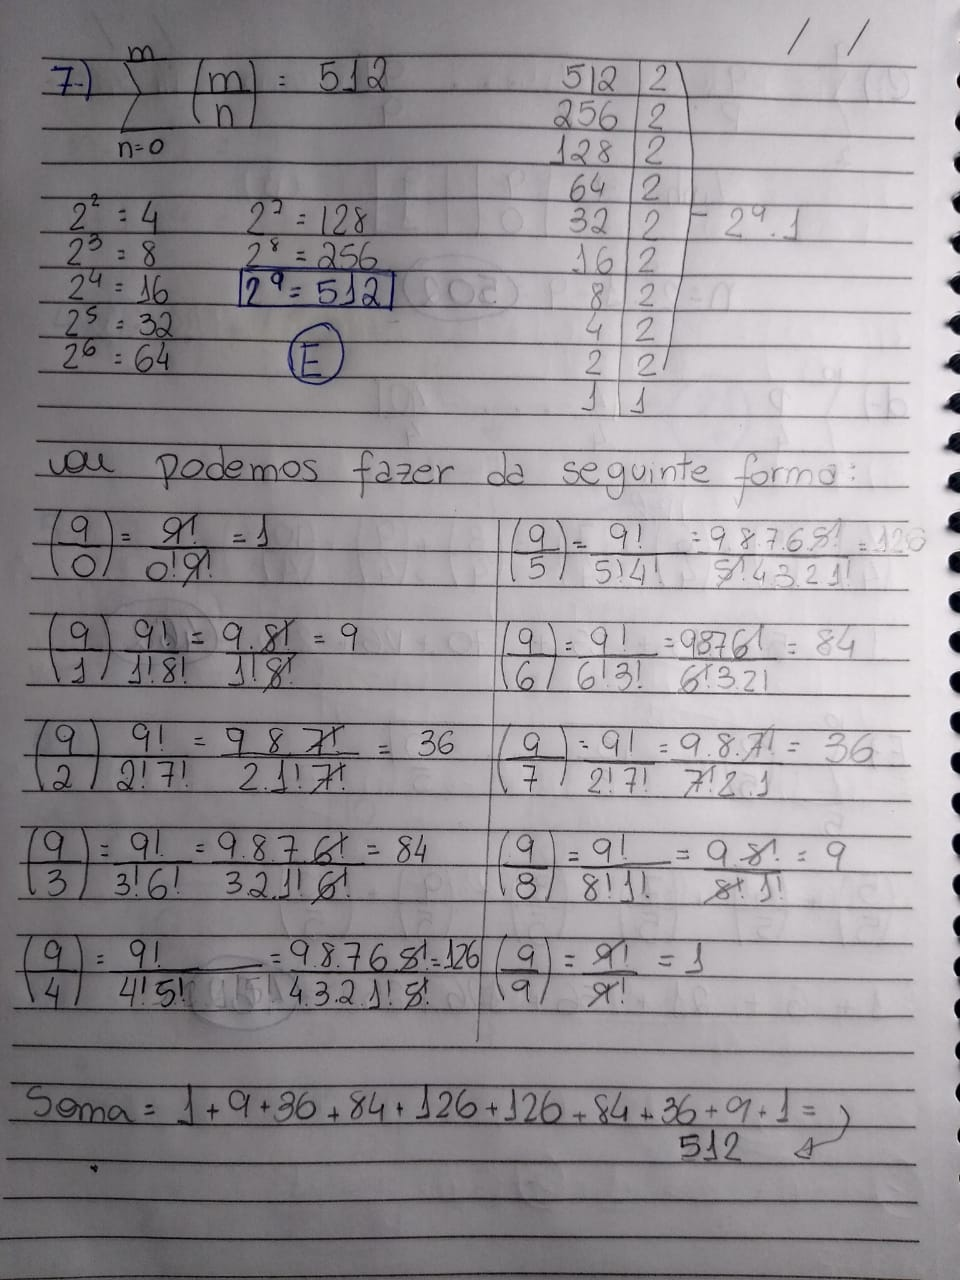 / /
m
7-) ∑ (m/n) = 512
n=0
512 | 2
256 | 2
128 | 2
64 | 2
2² = 4 2⁷ = 128 32 | 2 - 2⁹.1
2³ = 8 2⁸ = 256 16 | 2
2⁴ = 16 2⁹ = 512 8 | 2
2⁵ = 32 4 | 2
2⁶ = 64 E 2 | 2
1 | 1
ou podemos fazer da seguinte forma:
(9/0) = 9!/0!9! = 1
(9/1) 9!/1!8! = 9.8!/1!8! = 9
(9/2) 9!/2!7! = 9 8 7!/2.1!7! = 36
(9/3) = 9!/3!6! = 9.8 7 6!/3 2.1!6! = 84
(9/4) = 9!/4!5! = 9.8.7 6 5!/4.3.2.1!5! = 126
(9/5) = 9!/5!4! = 9.8.7.6.5!/5!4.3.2 1! = 126
(9/6) = 9!/6!3! = 9876!/6!3.2! = 84
(9/7) = 9!/2!7! = 9.8.7!/7!2.1 = 36
(9/8) = 9!/8!1! = 9 8!/8!1! = 9
(9/9) = 9!/9! = 1
Soma = 1 + 9 + 36 + 84 + 126 + 126 + 84 + 36 + 9 + 1 =
512